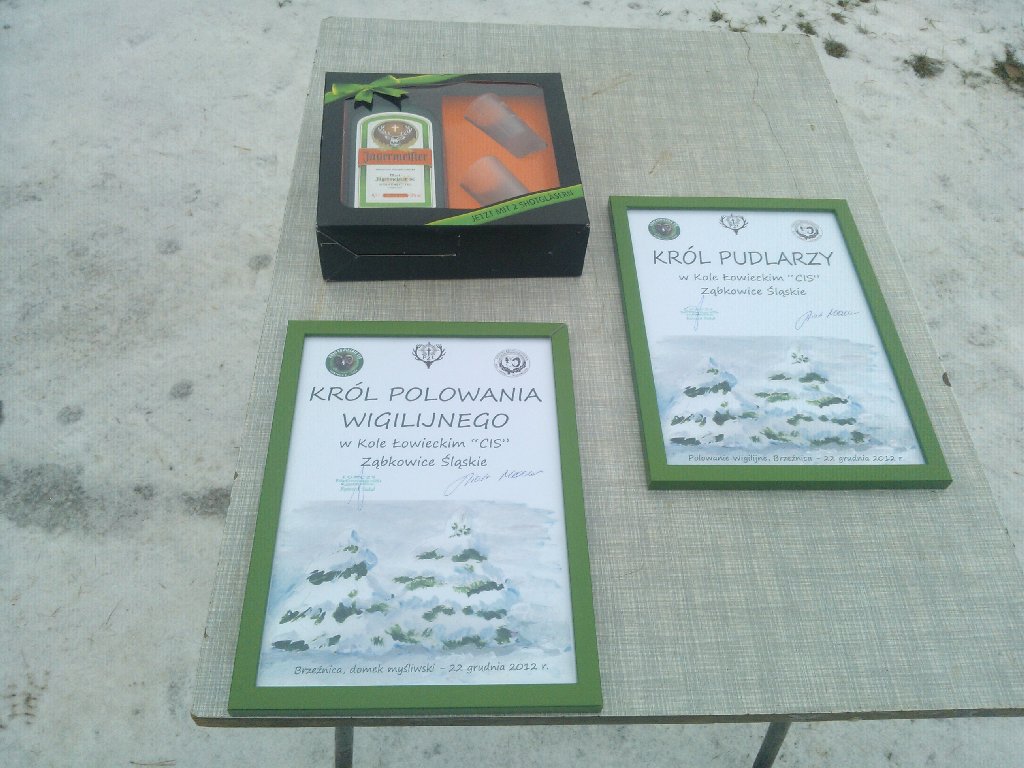 Jägermeister
JETZT MIT 2 SHOTGLÄSERN
KRÓL PUDLARZY
w Kole Łowieckim "CIS"
Ząbkowice Śląskie
Polowanie wigilijne, Brzeźnica - 22 grudnia 2012 r.
KRÓL POLOWANIA
WIGILIJNEGO
w Kole Łowieckim "CIS"
Ząbkowice Śląskie
Brzeźnica, domek myśliwski - 22 grudnia 2012 r.